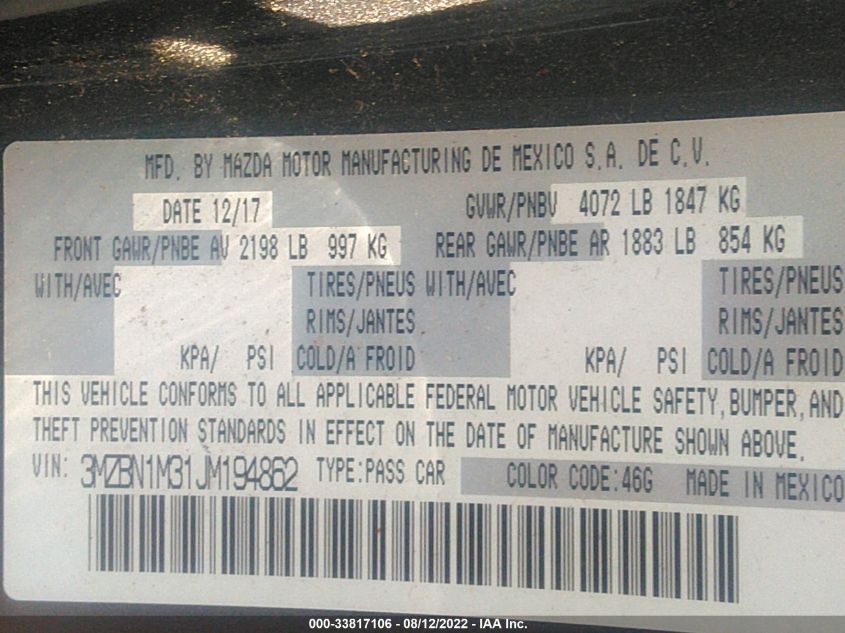 MFD. BY MAZDA MOTOR MANUFACTURING DE MEXICO S.A. DE C.V.
DATE 12/17 GVWR/PNBV 4072 LB 1847 KG
FRONT GAWR/PNBE AV 2198 LB 997 KG REAR GAWR/PNBE AR 1883 LB 854 KG
WITH/AVEC TIRES/PNEUS WITH/AVEC TIRES/PNEUS
RIMS/JANTES RIMS/JANTES
KPA/ PSI COLD/A FROID KPA/ PSI COLD/A FROID
THIS VEHICLE CONFORMS TO ALL APPLICABLE FEDERAL MOTOR VEHICLE SAFETY, BUMPER, AND
THEFT PREVENTION STANDARDS IN EFFECT ON THE DATE OF MANUFACTURE SHOWN ABOVE.
VIN: 3MZBN1M31JM194862 TYPE:PASS CAR COLOR CODE:46G MADE IN MEXICO
000-33817106 - 08/12/2022 - IAA Inc.